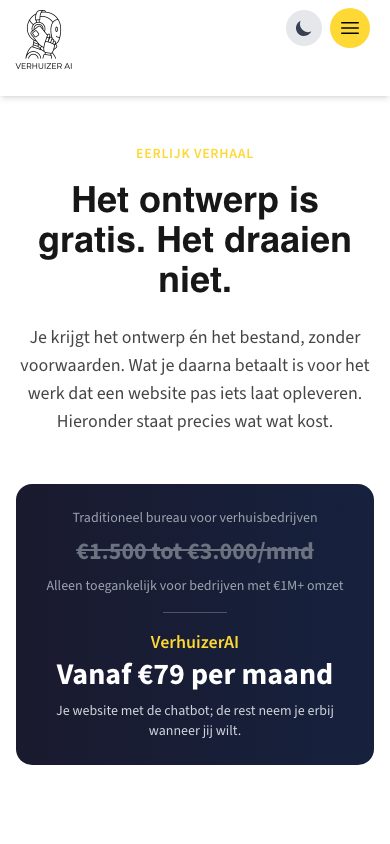 VERHUIZER AI
EERLIJK VERHAAL
Het ontwerp is
gratis. Het draaien
niet.
Je krijgt het ontwerp én het bestand, zonder
voorwaarden. Wat je daarna betaalt is voor het
werk dat een website pas iets laat opleveren.
Hieronder staat precies wat wat kost.
Traditioneel bureau voor verhuisbedrijven
€1.500 tot €3.000/mnd
Alleen toegankelijk voor bedrijven met €1M+ omzet
VerhuizerAI
Vanaf €79 per maand
Je website met de chatbot; de rest neem je erbij
wanneer jij wilt.